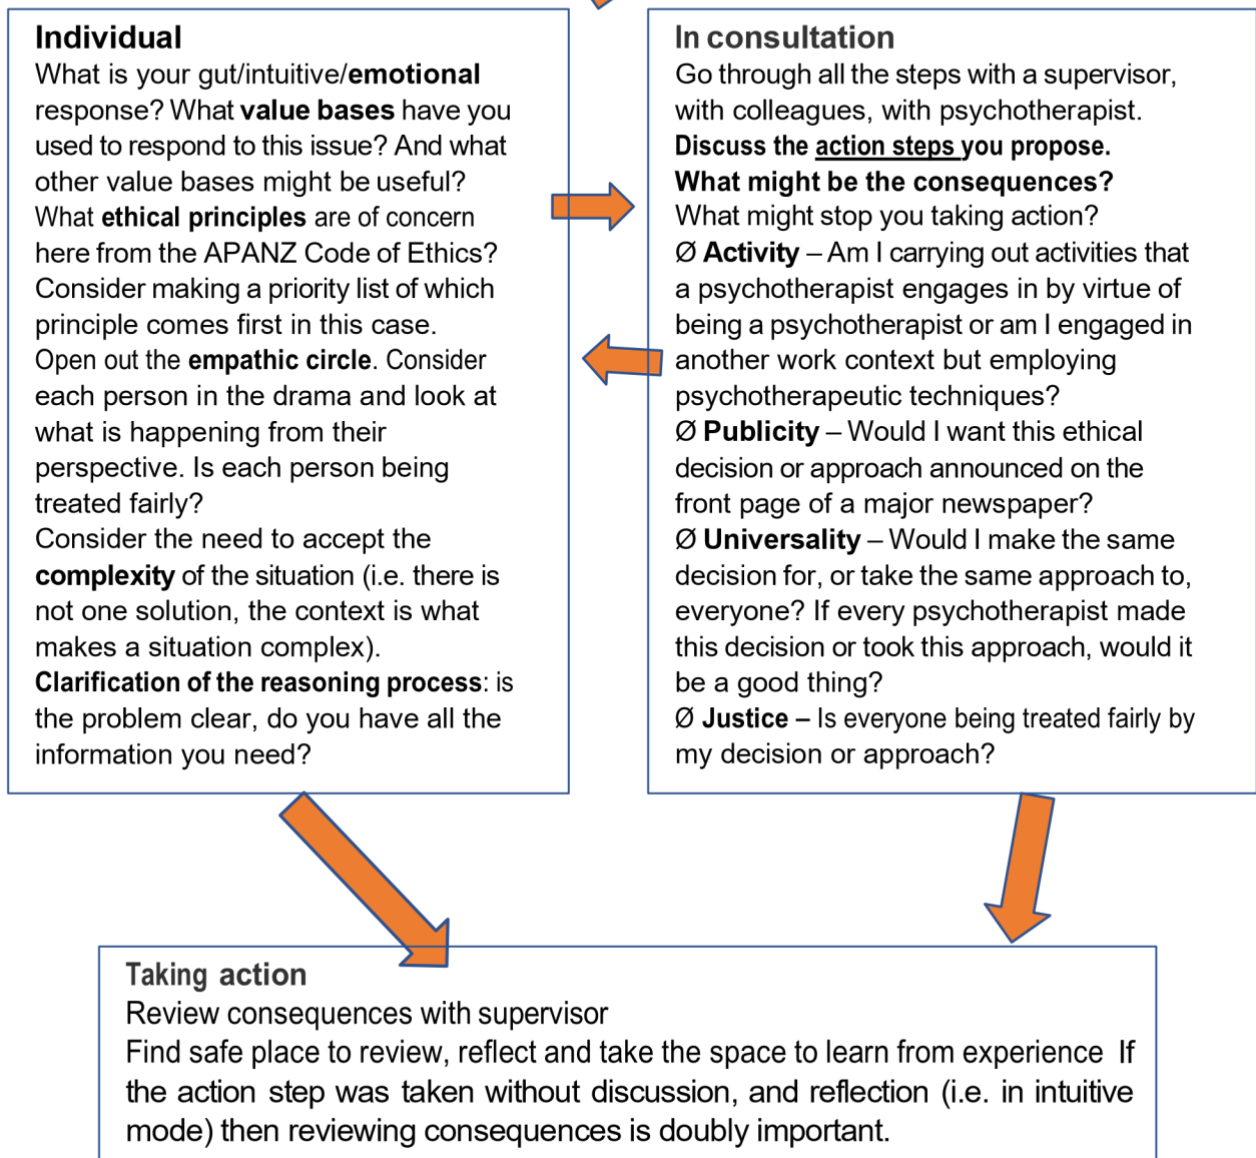 Individual
What is your gut/intuitive/emotional
response? What value bases have you
used to respond to this issue? And what
other value bases might be useful?
What ethical principles are of concern
here from the APANZ Code of Ethics?
Consider making a priority list of which
principle comes first in this case.
Open out the empathic circle. Consider
each person in the drama and look at
what is happening from their
perspective. Is each person being
treated fairly?
Consider the need to accept the
complexity of the situation (i.e. there is
not one solution, the context is what
makes a situation complex).
Clarification of the reasoning process: is
the problem clear, do you have all the
information you need?
In consultation
Go through all the steps with a supervisor,
with colleagues, with psychotherapist.
Discuss the action steps you propose.
What might be the consequences?
What might stop you taking action?
Ø Activity – Am I carrying out activities that
a psychotherapist engages in by virtue of
being a psychotherapist or am I engaged in
another work context but employing
psychotherapeutic techniques?
Ø Publicity – Would I want this ethical
decision or approach announced on the
front page of a major newspaper?
Ø Universality – Would I make the same
decision for, or take the same approach to,
everyone? If every psychotherapist made
this decision or took this approach, would it
be a good thing?
Ø Justice – Is everyone being treated fairly by
my decision or approach?
Taking action
Review consequences with supervisor
Find safe place to review, reflect and take the space to learn from experience If
the action step was taken without discussion, and reflection (i.e. in intuitive
mode) then reviewing consequences is doubly important.